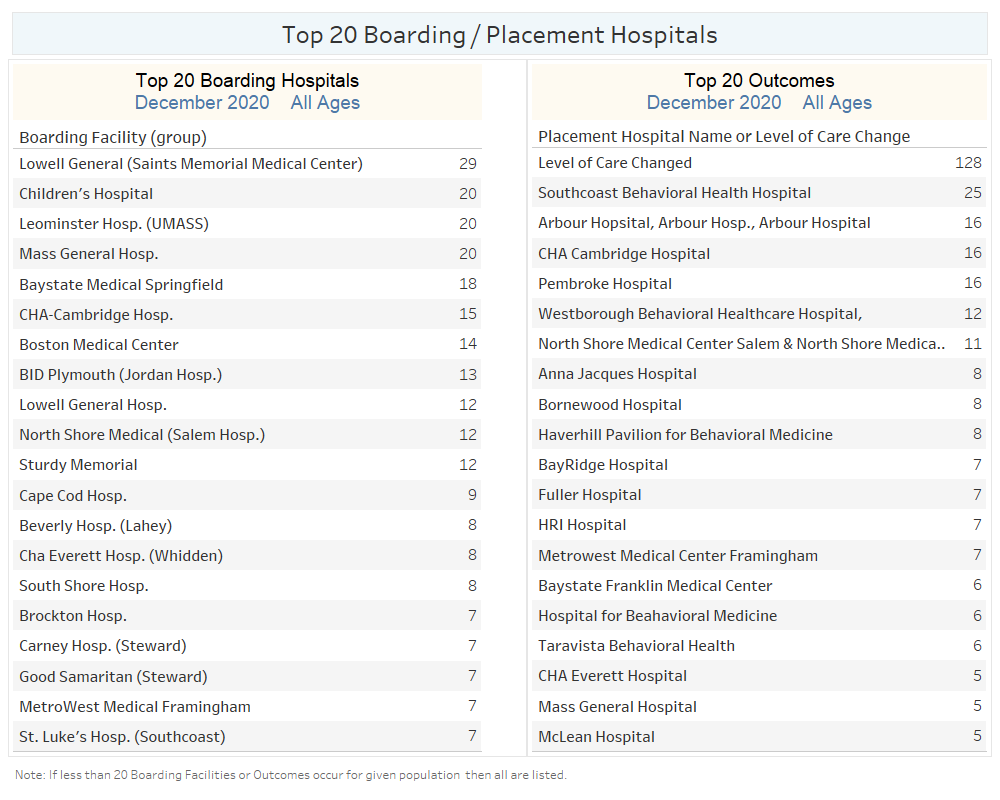 Top 20 Boarding / Placement Hospitals
Top 20 Boarding Hospitals
December 2020 All Ages
Boarding Facility (group)
Lowell General (Saints Memorial Medical Center) 29
Children's Hospital 20
Leominster Hosp. (UMASS) 20
Mass General Hosp. 20
Baystate Medical Springfield 18
CHA-Cambridge Hosp. 15
Boston Medical Center 14
BID Plymouth (Jordan Hosp.) 13
Lowell General Hosp. 12
North Shore Medical (Salem Hosp.) 12
Sturdy Memorial 12
Cape Cod Hosp. 9
Beverly Hosp. (Lahey) 8
Cha Everett Hosp. (Whidden) 8
South Shore Hosp. 8
Brockton Hosp. 7
Carney Hosp. (Steward) 7
Good Samaritan (Steward) 7
MetroWest Medical Framingham 7
St. Luke's Hosp. (Southcoast) 7
Top 20 Outcomes
December 2020 All Ages
Placement Hospital Name or Level of Care Change
Level of Care Changed 128
Southcoast Behavioral Health Hospital 25
Arbour Hopsital, Arbour Hosp., Arbour Hospital 16
CHA Cambridge Hospital 16
Pembroke Hospital 16
Westborough Behavioral Healthcare Hospital, 12
North Shore Medical Center Salem & North Shore Medica.. 11
Anna Jacques Hospital 8
Bornewood Hospital 8
Haverhill Pavilion for Behavioral Medicine 8
BayRidge Hospital 7
Fuller Hospital 7
HRI Hospital 7
Metrowest Medical Center Framingham 7
Baystate Franklin Medical Center 6
Hospital for Beahavioral Medicine 6
Taravista Behavioral Health 6
CHA Everett Hospital 5
Mass General Hospital 5
McLean Hospital 5
Note: If less than 20 Boarding Facilities or Outcomes occur for given population then all are listed.